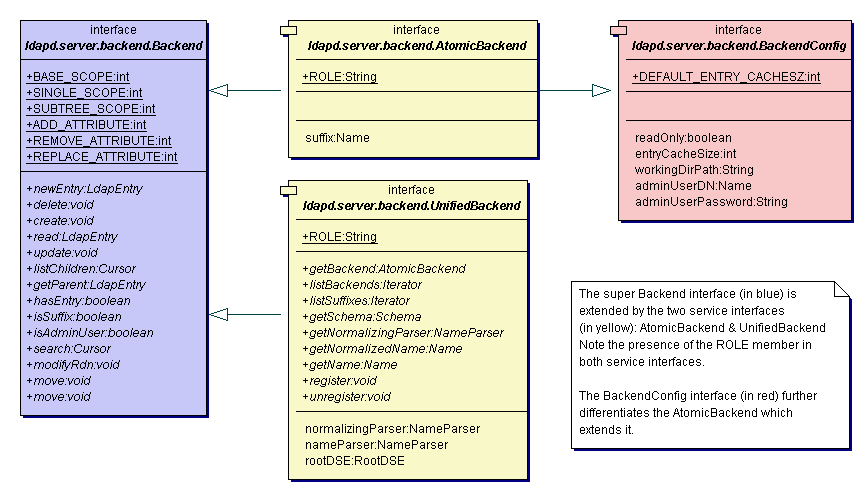 interface
ldapd.server.backend.Backend
+BASE_SCOPE:int
+SINGLE_SCOPE:int
+SUBTREE_SCOPE:int
+ADD_ATTRIBUTE:int
+REMOVE_ATTRIBUTE:int
+REPLACE_ATTRIBUTE:int
+newEntry:LdapEntry
+delete:void
+create:void
+read:LdapEntry
+update:void
+listChildren:Cursor
+getParent:LdapEntry
+hasEntry:boolean
+isSuffix:boolean
+isAdminUser:boolean
+search:Cursor
+modifyRdn:void
+move:void
+move:void
interface
ldapd.server.backend.AtomicBackend
+ROLE:String
suffix:Name
interface
ldapd.server.backend.UnifiedBackend
+ROLE:String
+getBackend:AtomicBackend
+listBackends:Iterator
+listSuffixes:Iterator
+getSchema:Schema
+getNormalizingParser:NameParser
+getNormalizedName:Name
+getName:Name
+register:void
+unregister:void
normalizingParser:NameParser
nameParser:NameParser
rootDSE:RootDSE
interface
ldapd.server.backend.BackendConfig
+DEFAULT_ENTRY_CACHESZ:int
readOnly:boolean
entryCacheSize:int
workingDirPath:String
adminUserDN:Name
adminUserPassword:String
The super Backend interface (in blue) is
extended by the two service interfaces
(in yellow): AtomicBackend & UnifiedBackend
Note the presence of the ROLE member in
both service interfaces.
The BackendConfig interface (in red) further
differentiates the AtomicBackend which
extends it.